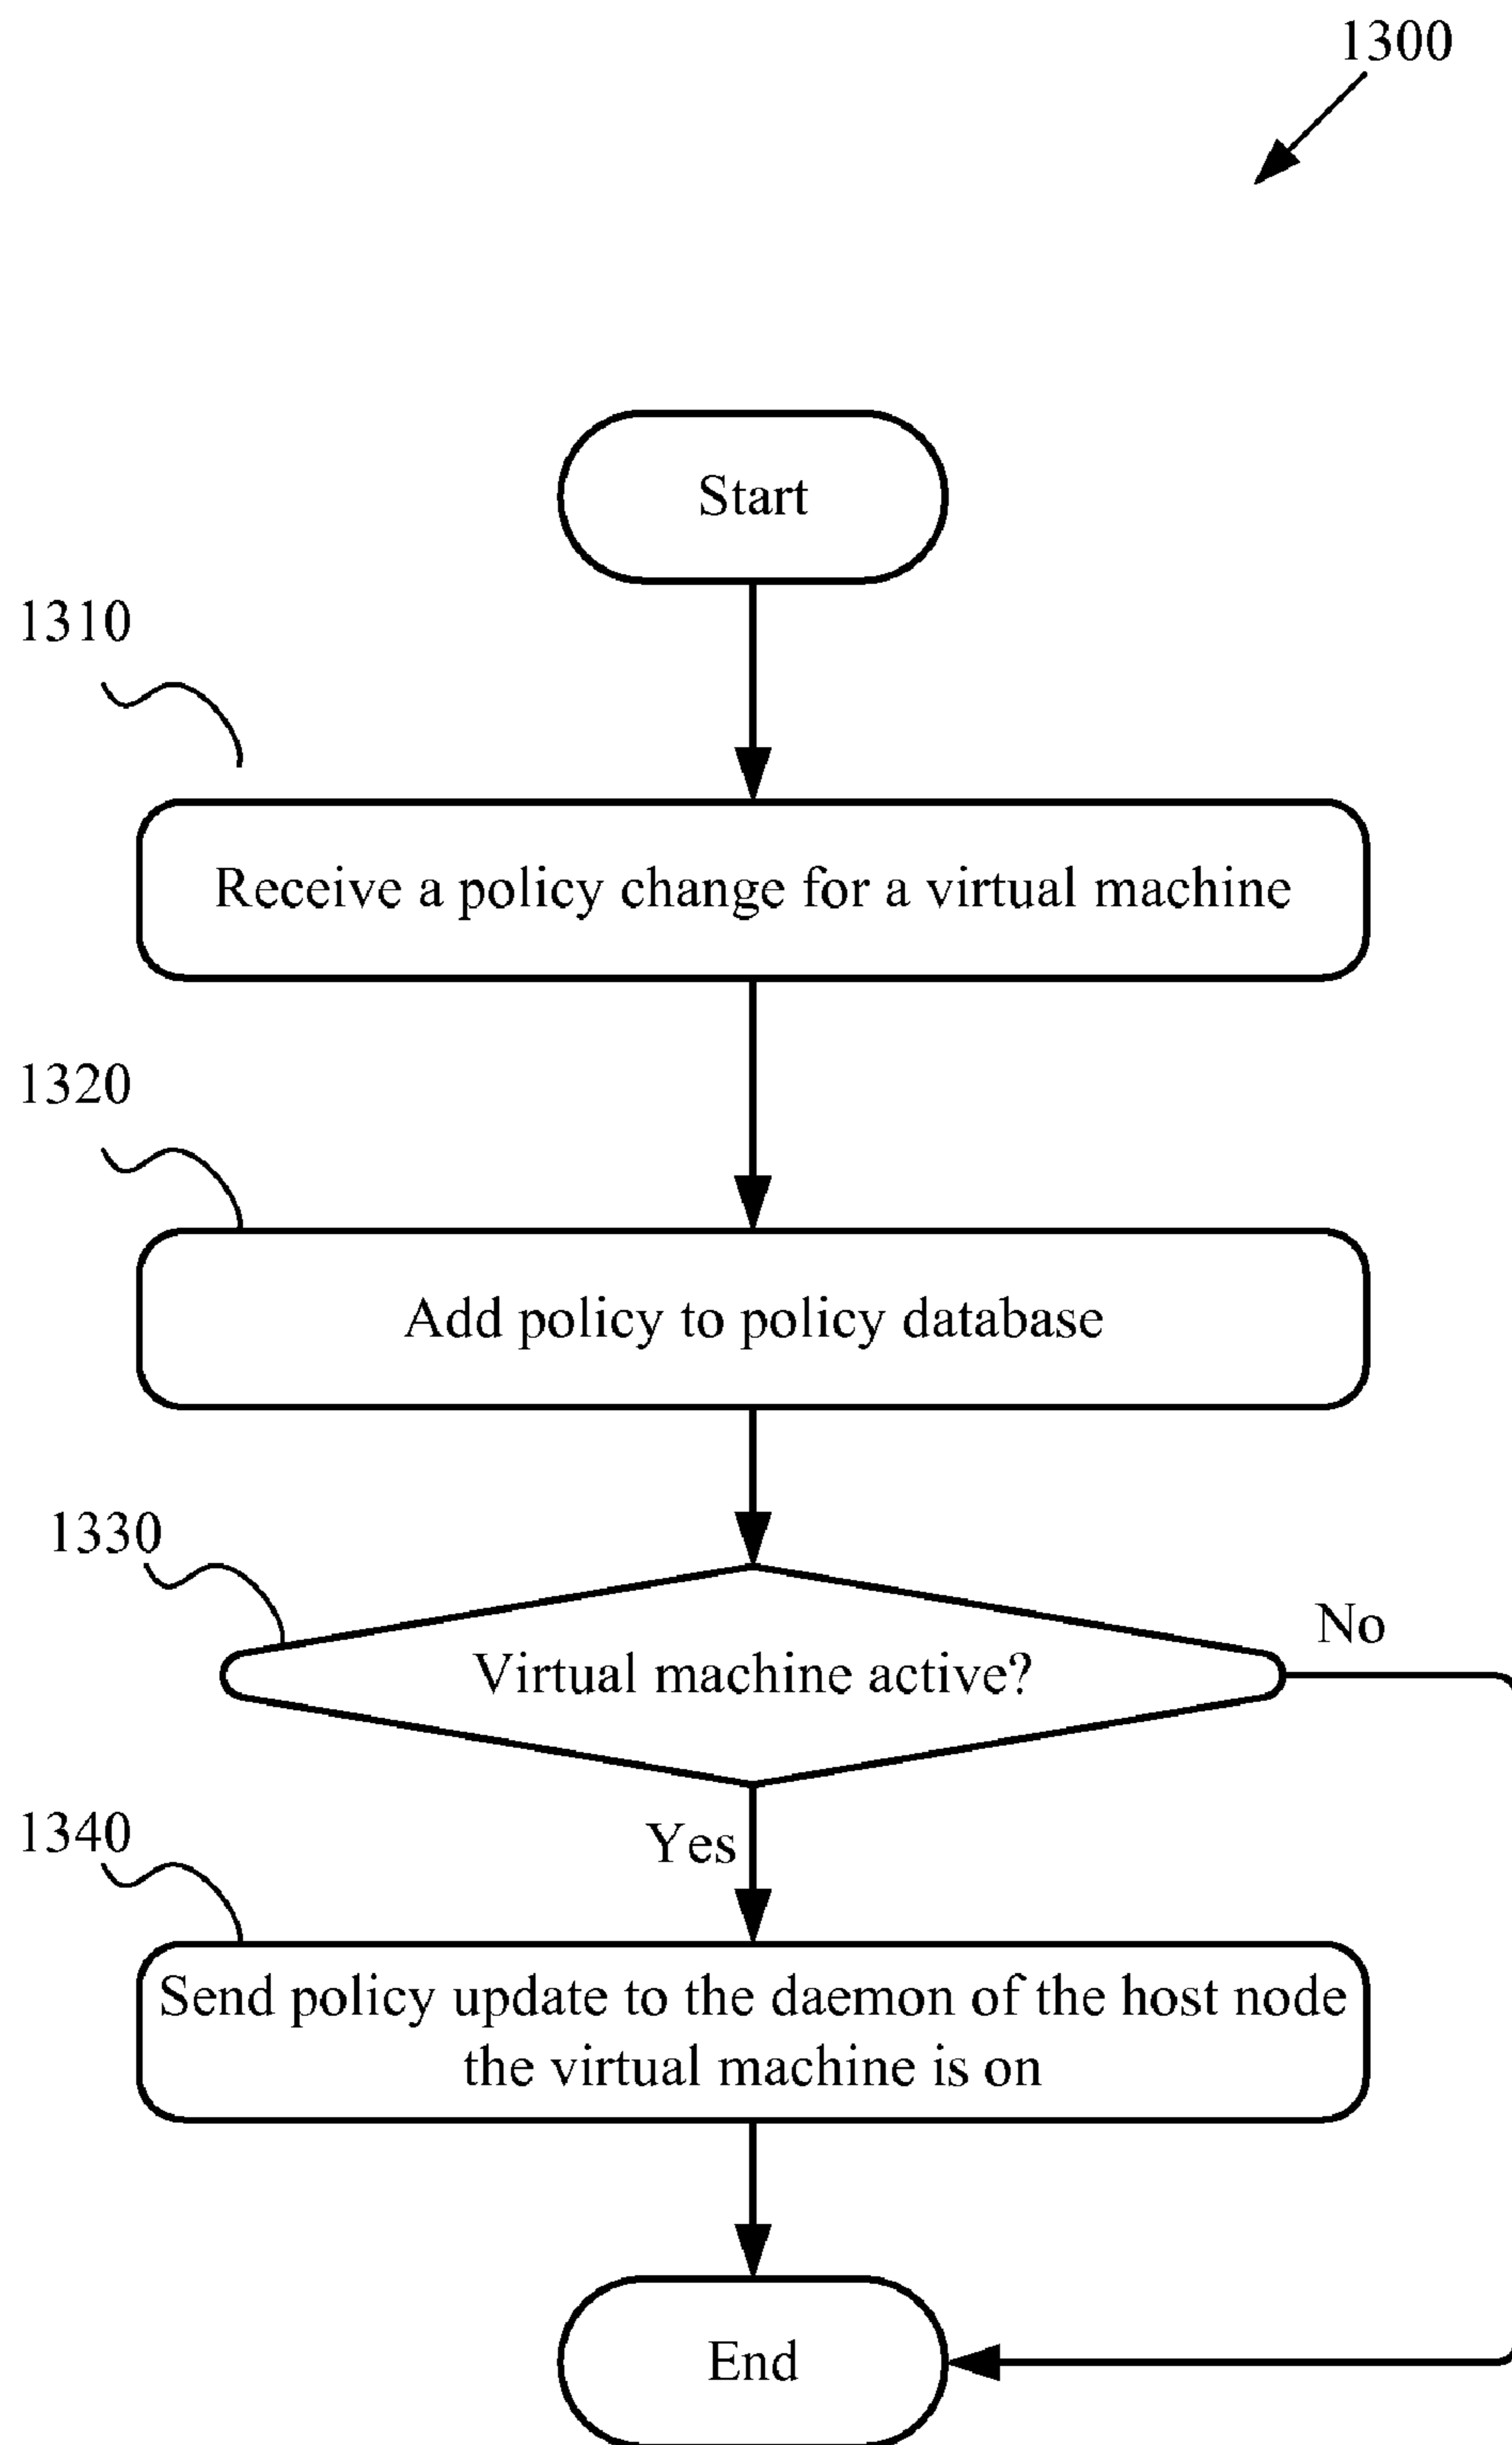 1300
Start
1310
Receive a policy change for a virtual machine
1320
Add policy to policy database
1330
Virtual machine active?
No
Yes
1340
Send policy update to the daemon of the host node
the virtual machine is on
End